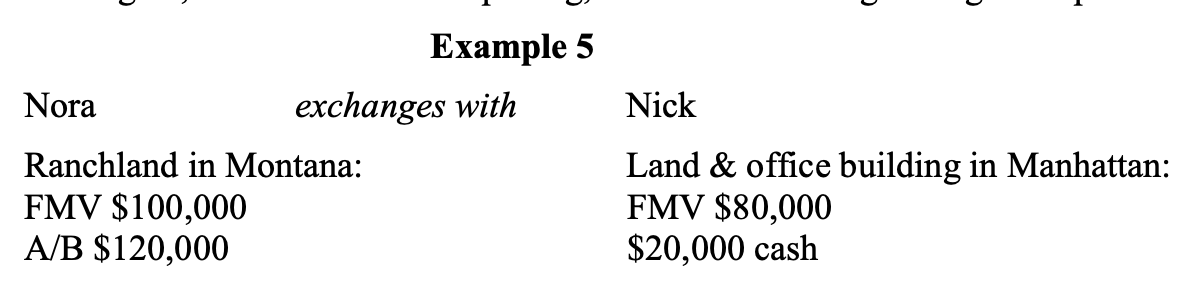 Example 5
Nora exchanges with Nick
Ranchland in Montana: Land & office building in Manhattan:
FMV $100,000 FMV $80,000
A/B $120,000 $20,000 cash